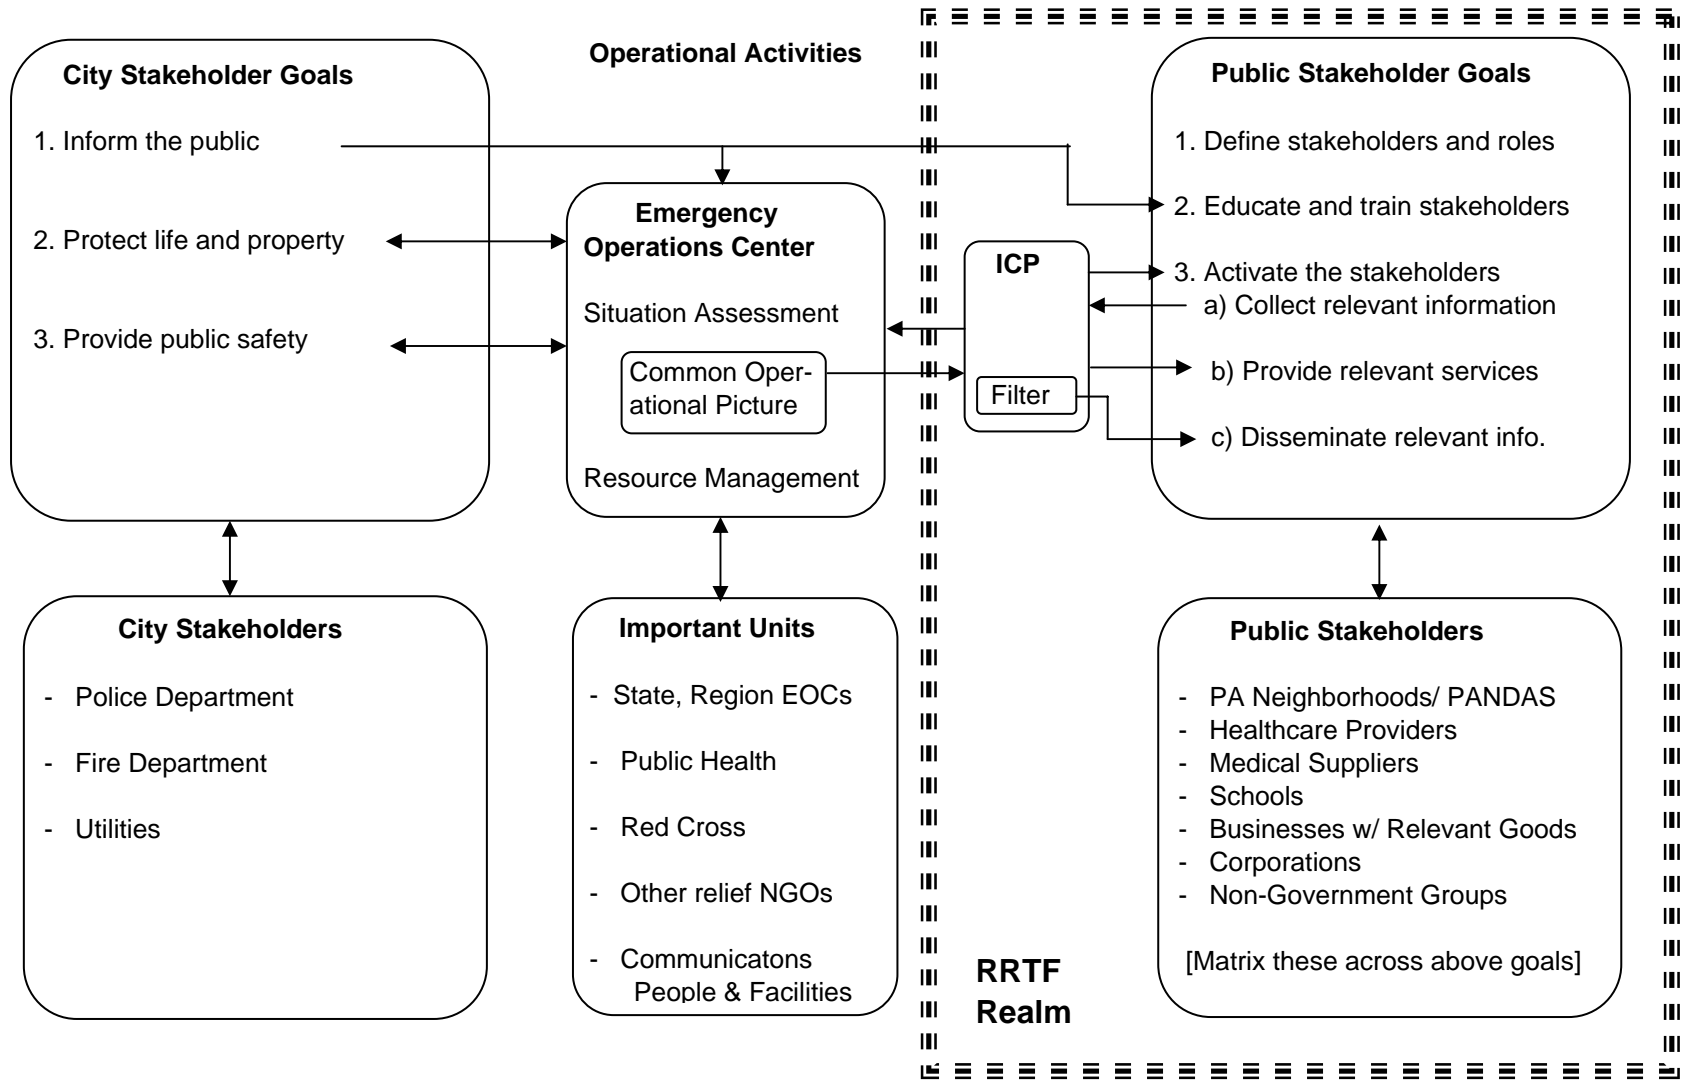 Operational Activities
City Stakeholder Goals
1. Inform the public
2. Protect life and property
3. Provide public safety
Emergency
Operations Center
Situation Assessment
Common Oper-
ational Picture
Resource Management
ICP
Filter
Public Stakeholder Goals
1. Define stakeholders and roles
2. Educate and train stakeholders
3. Activate the stakeholders
a) Collect relevant information
b) Provide relevant services
c) Disseminate relevant info.
City Stakeholders
- Police Department
- Fire Department
- Utilities
Important Units
- State, Region EOCs
- Public Health
- Red Cross
- Other relief NGOs
- Communicatons
People & Facilities
Public Stakeholders
- PA Neighborhoods/ PANDAS
- Healthcare Providers
- Medical Suppliers
- Schools
- Businesses w/ Relevant Goods
- Corporations
- Non-Government Groups
[Matrix these across above goals]
RRTF
Realm